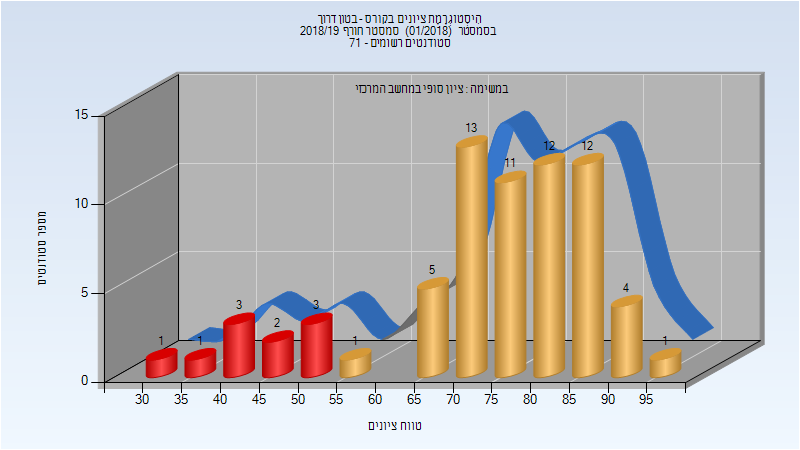 היסטוגרמת ציונים בקורס - בטון דרוך
בסמסטר (01/2018) סמסטר חורף 2018/19
סטודנטים רשומים - 71
במשימה : ציון סופי במחשב המרכזי
מספר סטודנטים
15
10
5
0
1
1
3
2
3
1
5
13
11
12
12
4
1
30 35 40 45 50 55 60 65 70 75 80 85 90 95
טווח ציונים